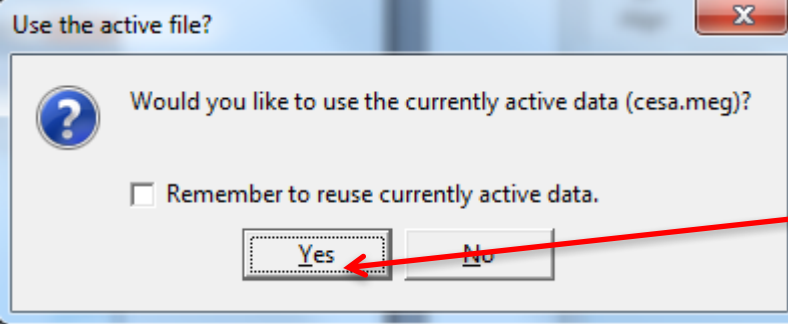 Use the active file?
Would you like to use the currently active data (cesa.meg)?
Remember to reuse currently active data.
Yes
No